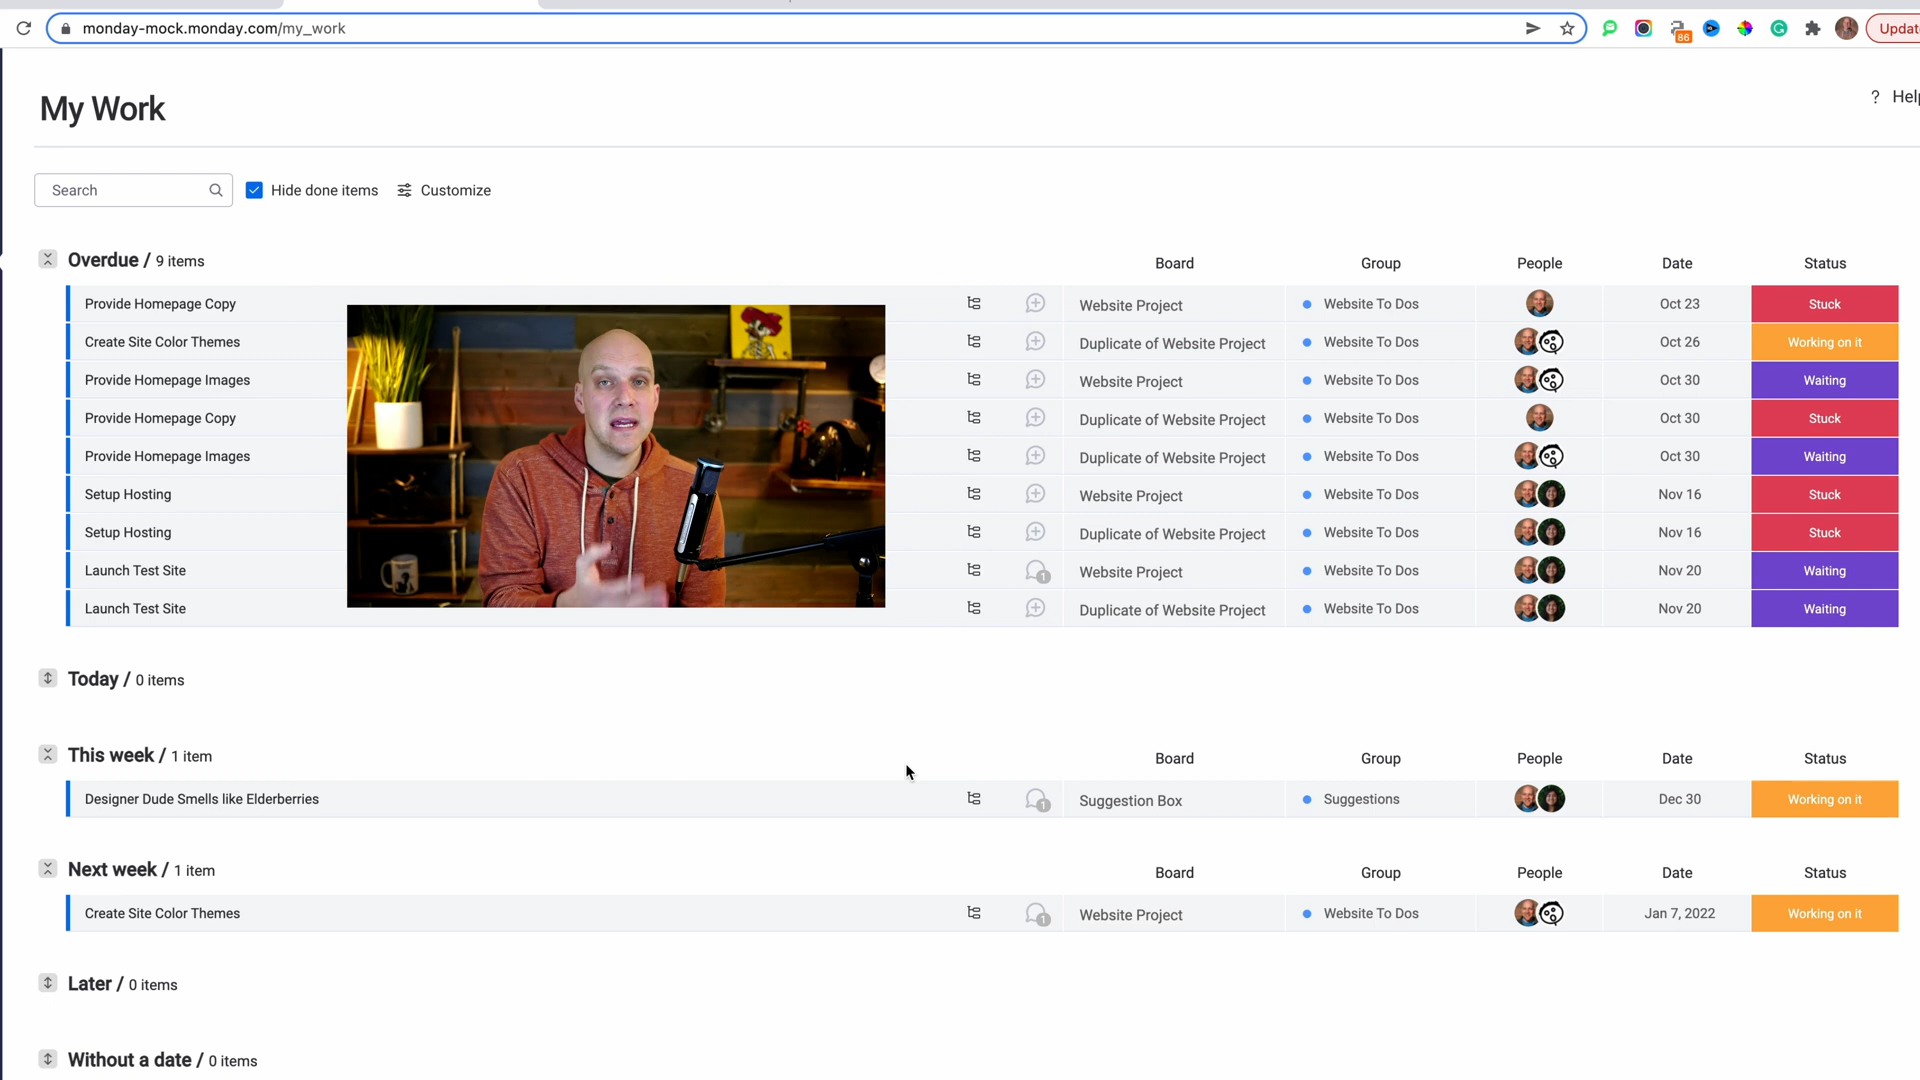 monday-mock.monday.com/my_work
86
Updat
My Work
? Help
Search
Hide done items
Customize
Overdue / 9 items
Board Group People Date Status
Provide Homepage Copy Website Project Website To Dos Oct 23 Stuck
Create Site Color Themes Duplicate of Website Project Website To Dos Oct 26 Working on it
Provide Homepage Images Website Project Website To Dos Oct 30 Waiting
Provide Homepage Copy Duplicate of Website Project Website To Dos Oct 30 Stuck
Provide Homepage Images Duplicate of Website Project Website To Dos Oct 30 Waiting
Setup Hosting Website Project Website To Dos Nov 16 Stuck
Setup Hosting Duplicate of Website Project Website To Dos Nov 16 Stuck
Launch Test Site 1 Website Project Website To Dos Nov 20 Waiting
Launch Test Site Duplicate of Website Project Website To Dos Nov 20 Waiting
Today / 0 items
This week / 1 item
Board Group People Date Status
Designer Dude Smells like Elderberries 1 Suggestion Box Suggestions Dec 30 Working on it
Next week / 1 item
Board Group People Date Status
Create Site Color Themes 1 Website Project Website To Dos Jan 7, 2022 Working on it
Later / 0 items
Without a date / 0 items